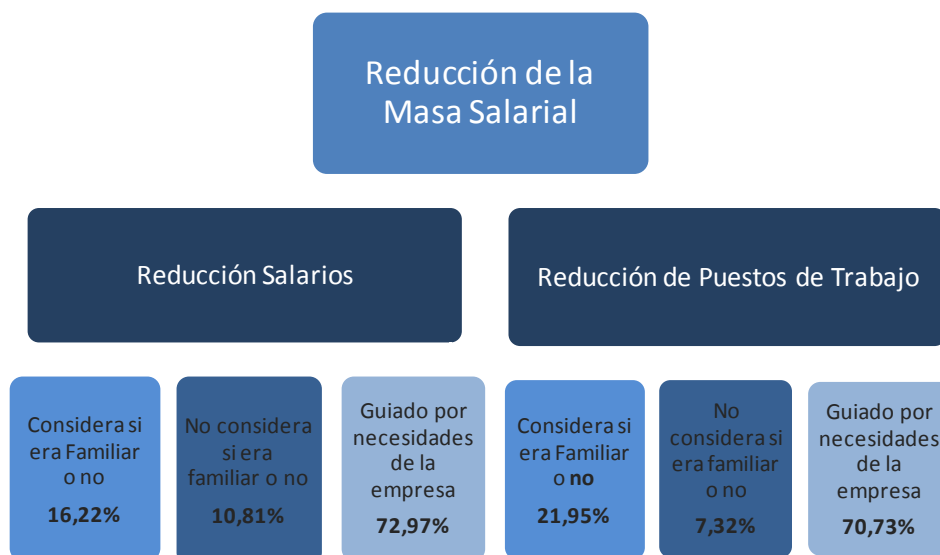 Reducción de la
Masa Salarial
Reducción Salarios
Reducción de Puestos de Trabajo
Considera si
era Familiar
o no
16,22%
No considera
si era
familiar o no
10,81%
Guiado por
necesidades
de la
empresa
72,97%
Considera si
era Familiar
o no
21,95%
No
considera si
era familiar
o no
7,32%
Guiado por
necesidades
de la
empresa
70,73%